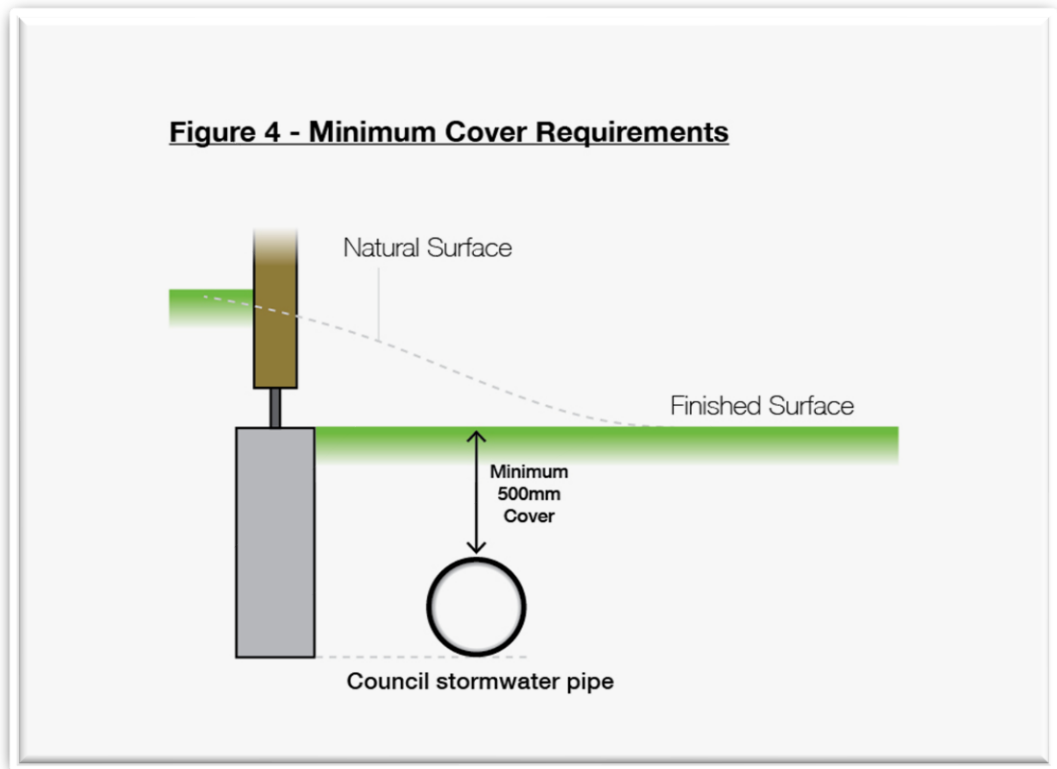 Figure 4 - Minimum Cover Requirements
Natural Surface
Finished Surface
Minimum
500mm
Cover
Council stormwater pipe